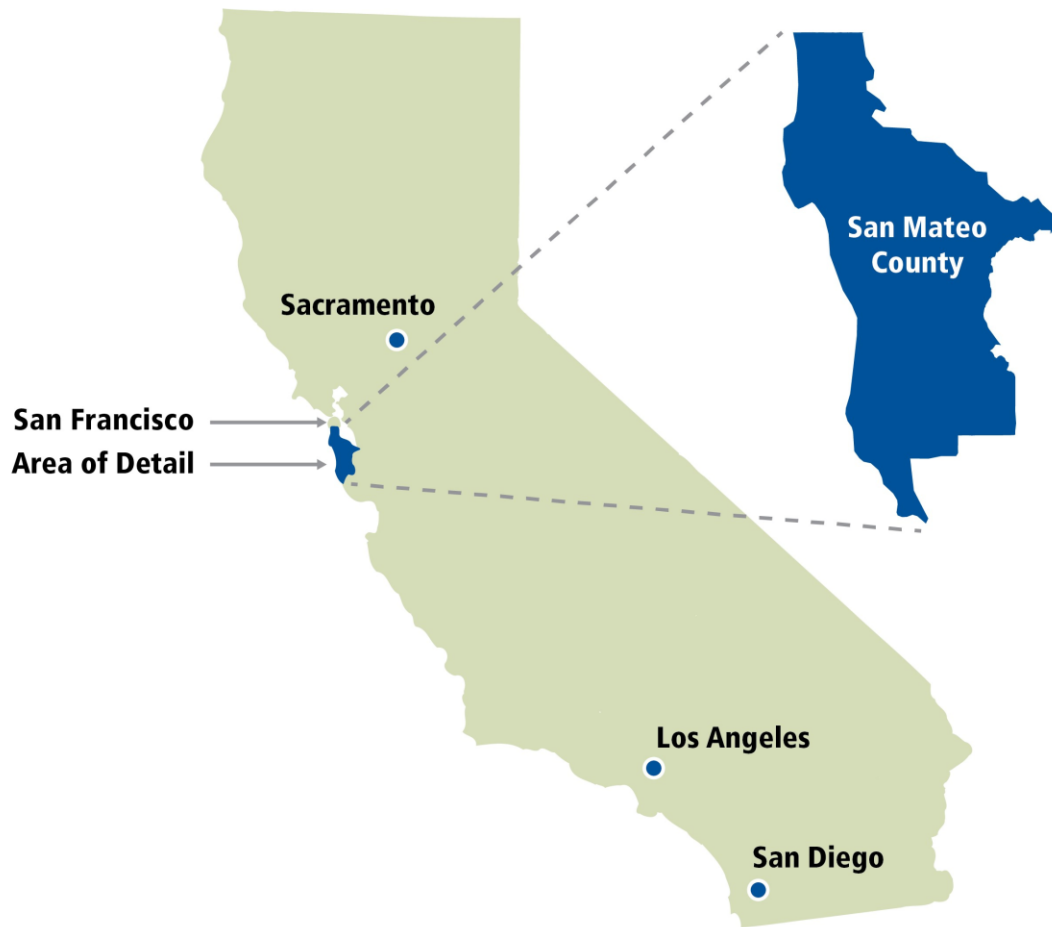 San Mateo
County
Sacramento
San Francisco
Area of Detail
Los Angeles
San Diego